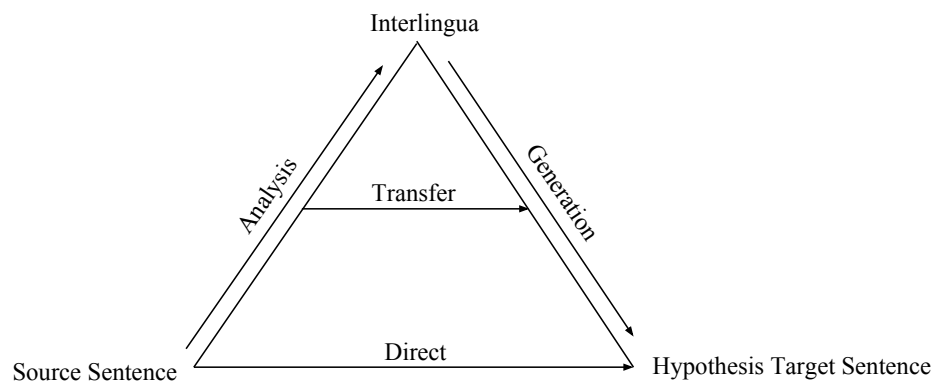 Interlingua
Analysis
Generation
Transfer
Direct
Source Sentence
Hypothesis Target Sentence